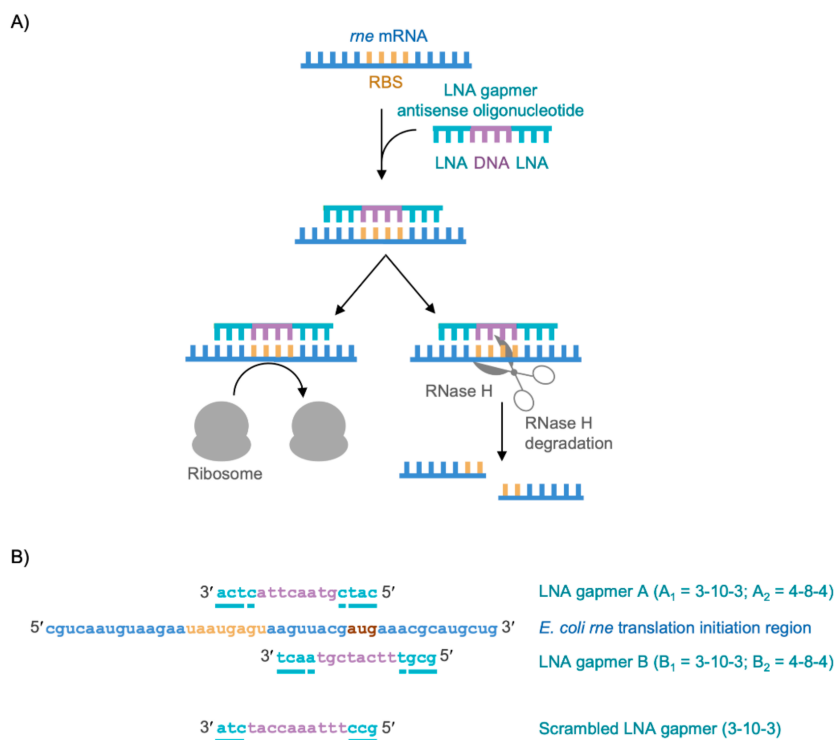 A)
rne mRNA
RBS
LNA gapmer
antisense oligonucleotide
LNA DNA LNA
RNase H
RNase H
degradation
Ribosome
B)
3′ actcattcaatgctac 5′ LNA gapmer A (A₁ = 3-10-3; A₂ = 4-8-4)
5′ cgucaauguaagaauaaugaguaaguuacgaugaaacgcaugcug 3′ E. coli rne translation initiation region
3′ tcaatgctactttgcg 5′ LNA gapmer B (B₁ = 3-10-3; B₂ = 4-8-4)
3′ atctaccaaatttccg 5′ Scrambled LNA gapmer (3-10-3)